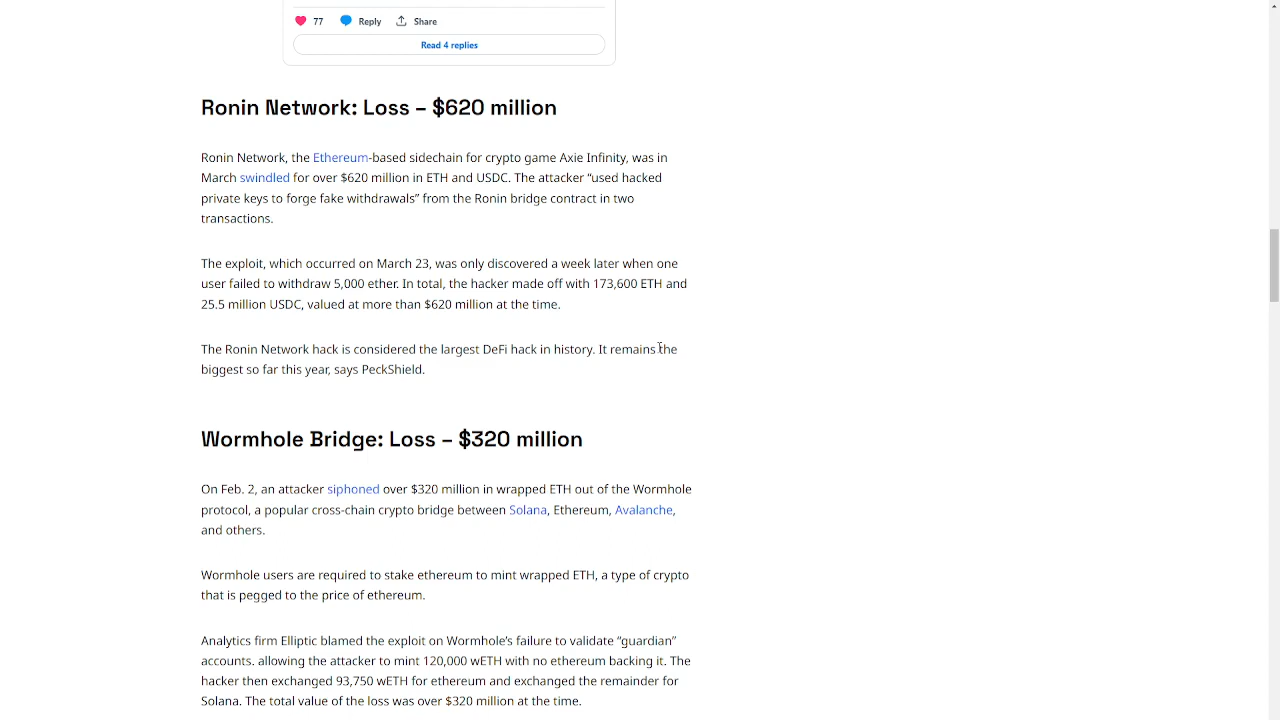 77 Reply Share
Read 4 replies
Ronin Network: Loss – $620 million
Ronin Network, the Ethereum-based sidechain for crypto game Axie Infinity, was in
March swindled for over $620 million in ETH and USDC. The attacker “used hacked
private keys to forge fake withdrawals” from the Ronin bridge contract in two
transactions.
The exploit, which occurred on March 23, was only discovered a week later when one
user failed to withdraw 5,000 ether. In total, the hacker made off with 173,600 ETH and
25.5 million USDC, valued at more than $620 million at the time.
The Ronin Network hack is considered the largest DeFi hack in history. It remains the
biggest so far this year, says PeckShield.
Wormhole Bridge: Loss – $320 million
On Feb. 2, an attacker siphoned over $320 million in wrapped ETH out of the Wormhole
protocol, a popular cross-chain crypto bridge between Solana, Ethereum, Avalanche,
and others.
Wormhole users are required to stake ethereum to mint wrapped ETH, a type of crypto
that is pegged to the price of ethereum.
Analytics firm Elliptic blamed the exploit on Wormhole’s failure to validate “guardian”
accounts. allowing the attacker to mint 120,000 wETH with no ethereum backing it. The
hacker then exchanged 93,750 wETH for ethereum and exchanged the remainder for
Solana. The total value of the loss was over $320 million at the time.